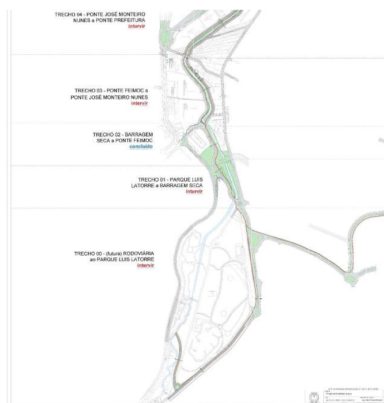 TRECHO 04 - PONTE JOSÉ MONTEIRO
NUNES a PONTE PREFEITURA
intervir
TRECHO 03 - PONTE FEIMOC a
PONTE JOSÉ MONTEIRO NUNES
intervir
TRECHO 02 - BARRAGEM
SECA a PONTE FEIMOC
concluído
TRECHO 01 - PARQUE LUIS
LATORRE a BARRAGEM SECA
intervir
TRECHO 00 - (futura) RODOVIÁRIA
ao PARQUE LUIS LATORRE
intervir